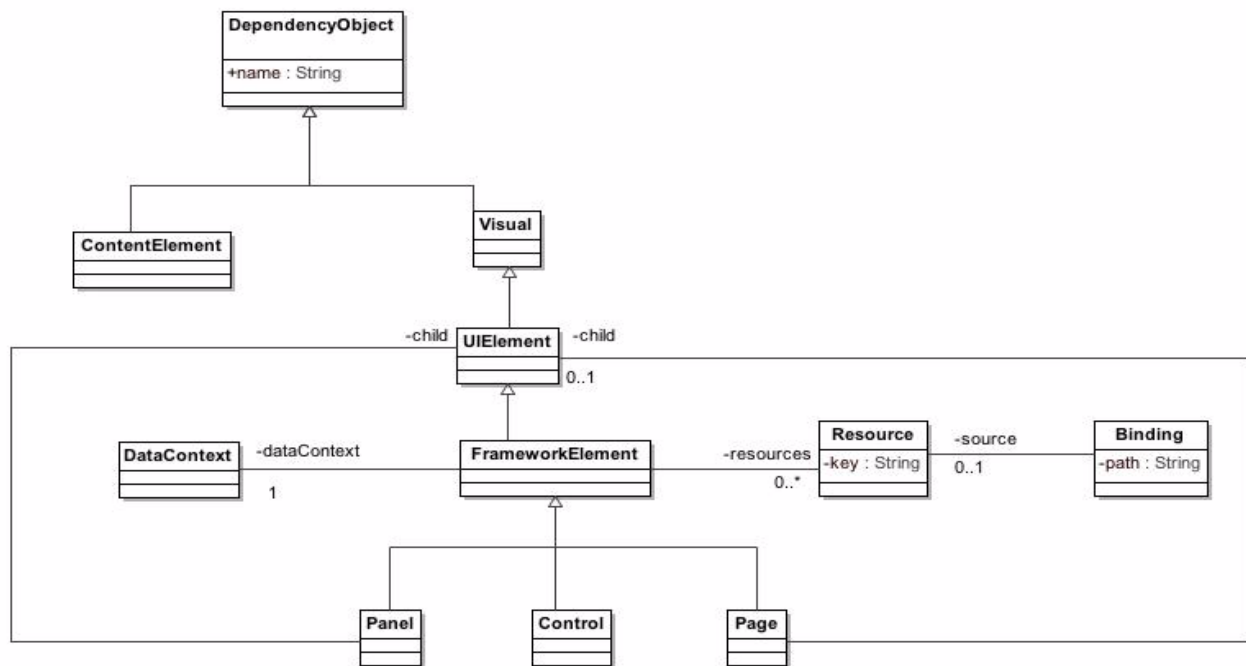 DependencyObject
+name : String
ContentElement
Visual
-child
UIElement
-child
0..1
DataContext
-dataContext
1
FrameworkElement
-resources
0..*
Resource
-key : String
-source
0..1
Binding
-path : String
Panel
Control
Page